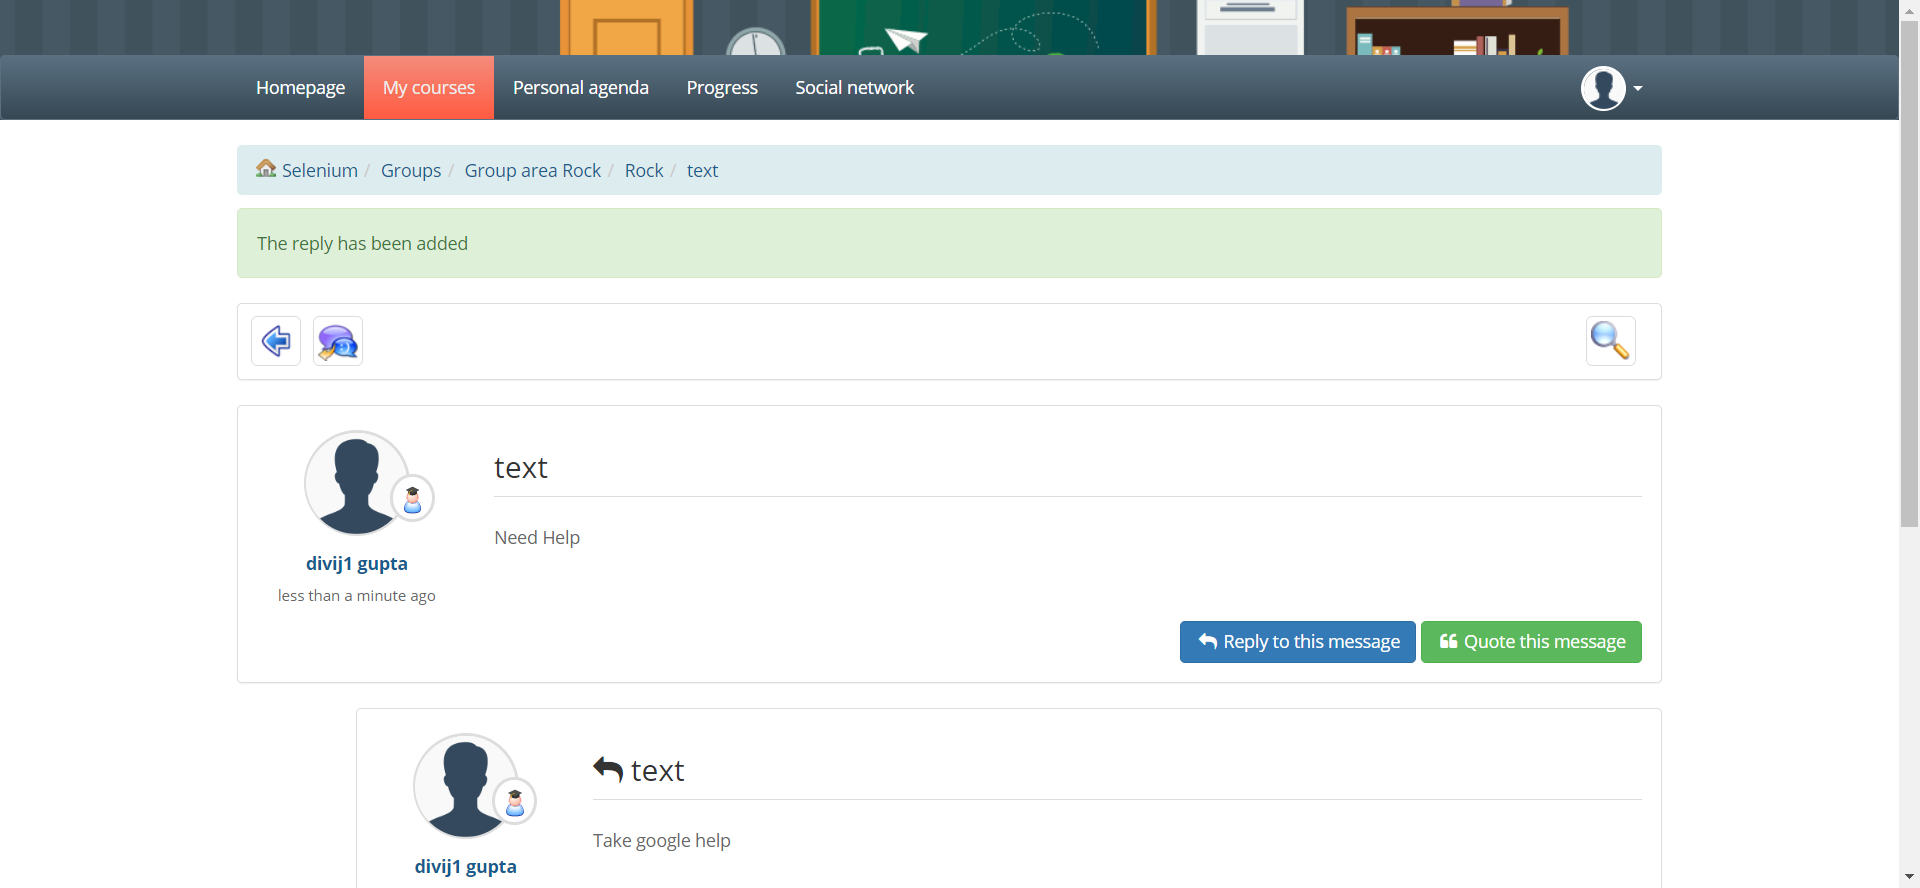 Homepage My courses Personal agenda Progress Social network
Selenium / Groups / Group area Rock / Rock / text
The reply has been added
text
Need Help
divij1 gupta
less than a minute ago
Reply to this message Quote this message
text
Take google help
divij1 gupta